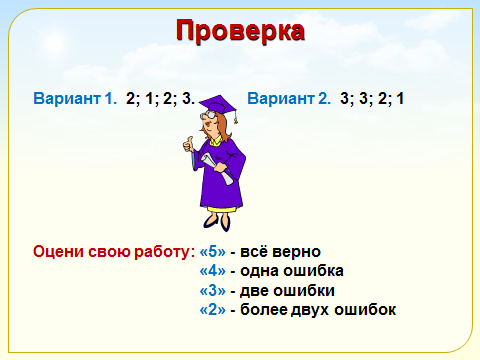 Проверка
Вариант 1. 2; 1; 2; 3. Вариант 2. 3; 3; 2; 1
Оцени свою работу: «5» - всё верно
«4» - одна ошибка
«3» - две ошибки
«2» - более двух ошибок